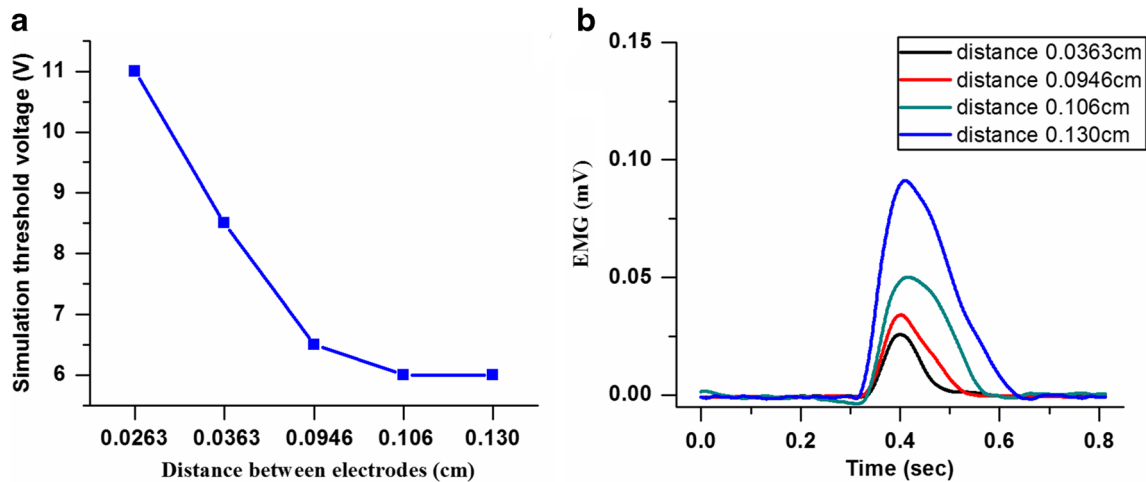 a
Simulation threshold voltage (V)
11
10
9
8
7
6
0.0263 0.0363 0.0946 0.106 0.130
Distance between electrodes (cm)
b
EMG (mV)
0.15
0.10
0.05
0.00
0.0 0.2 0.4 0.6 0.8
Time (sec)
distance 0.0363cm
distance 0.0946cm
distance 0.106cm
distance 0.130cm